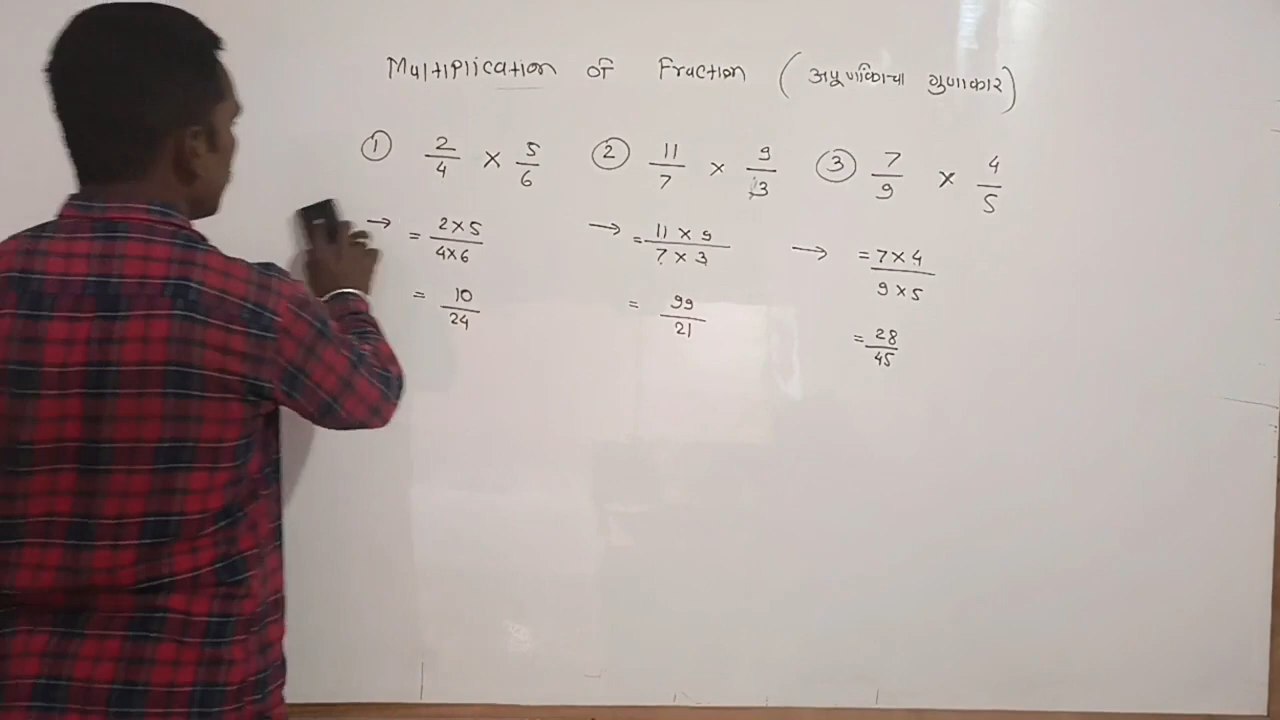 Multiplication of Fraction (अपूर्णांकाचा गुणाकार)
① 2/4 × 5/6
→ = 2×5/4×6
= 10/24
② 11/7 × 9/3
→ = 11 × 9/7 × 3
= 99/21
③ 7/9 × 4/5
→ = 7×4/9×5
= 28/45